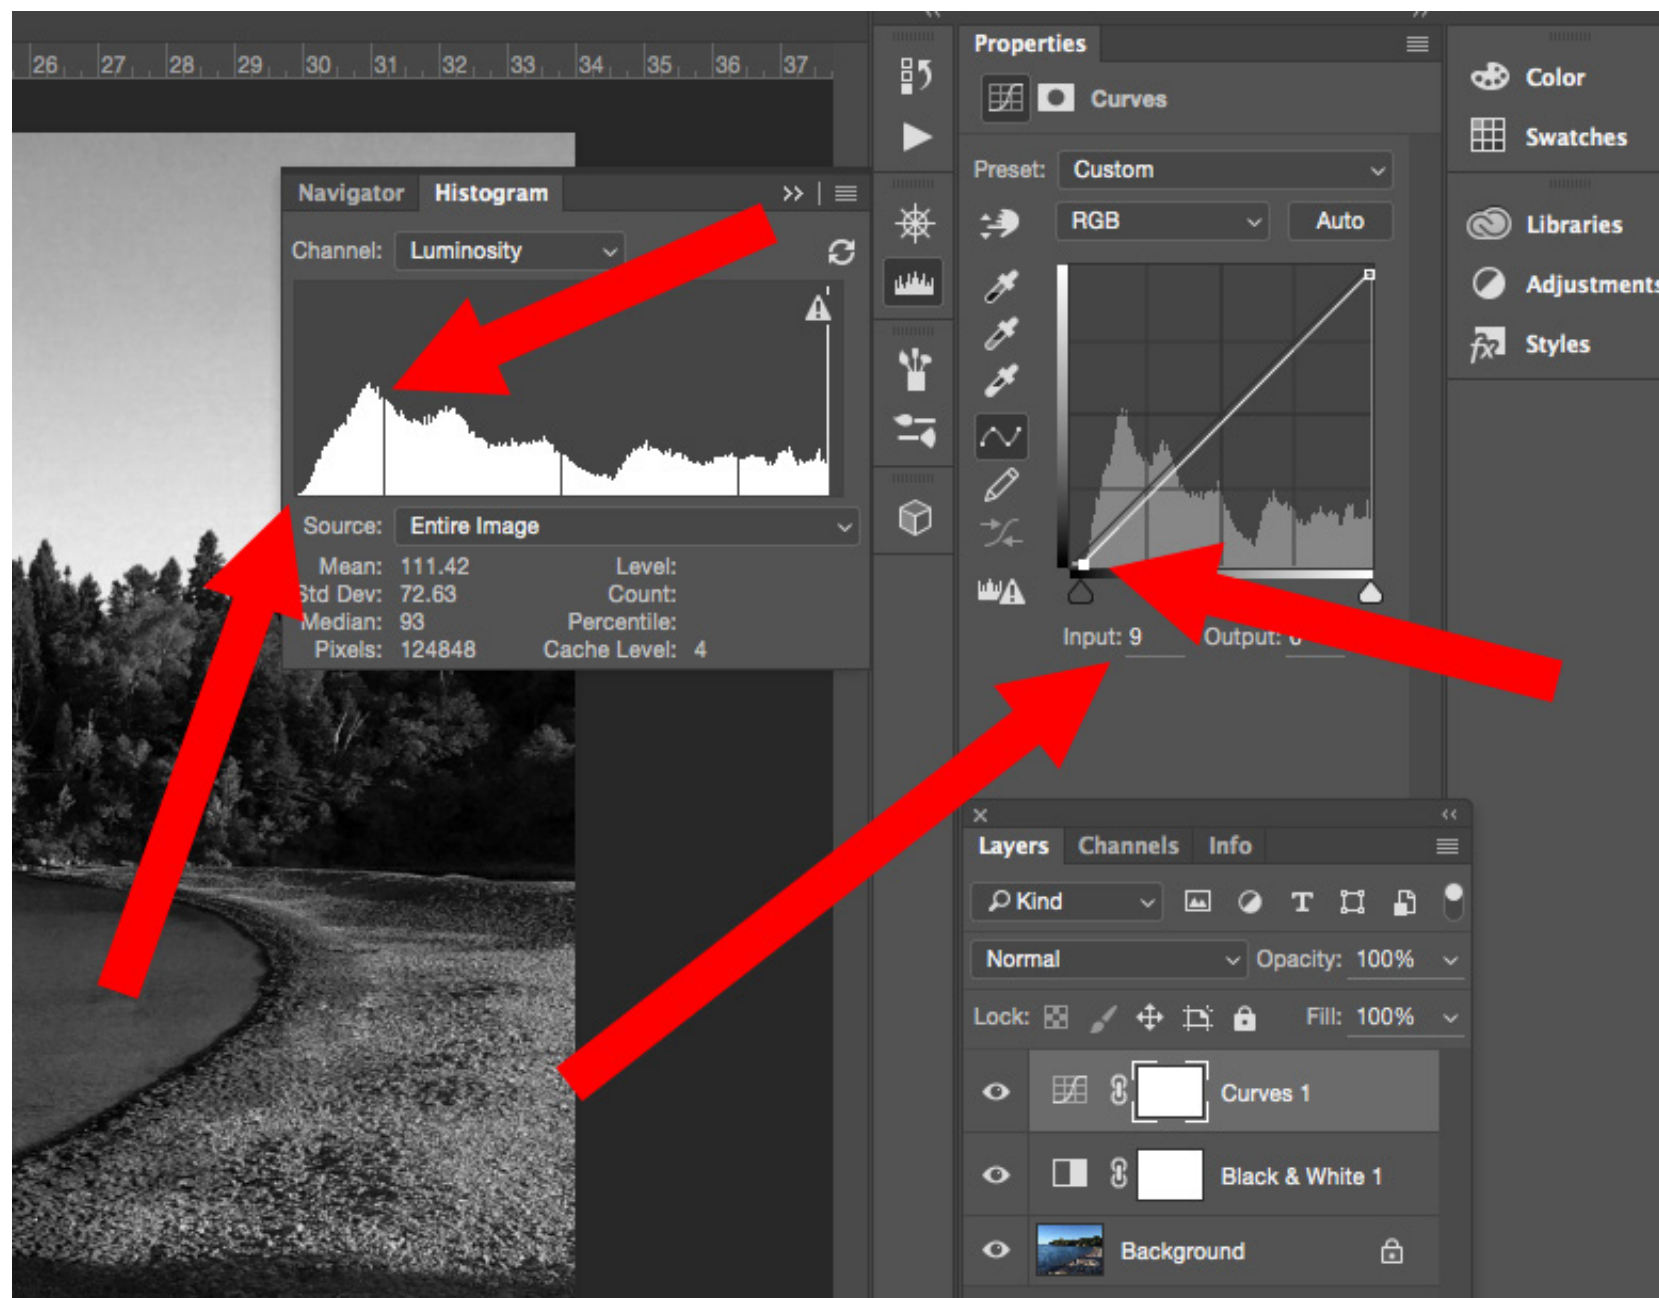 26 27 28 29 30 31 32 33 34 35 36 37
Navigator Histogram
Channel: Luminosity
Source: Entire Image
Mean: 111.42 Level:
Std Dev: 72.63 Count:
Median: 93 Percentile:
Pixels: 124848 Cache Level: 4
Properties
Curves
Preset: Custom
RGB Auto
Input: 9 Output:
Layers Channels Info
Kind
Normal Opacity: 100%
Lock: Fill: 100%
Curves 1
Black & White 1
Background
Color
Swatches
Libraries
Adjustments
fx Styles